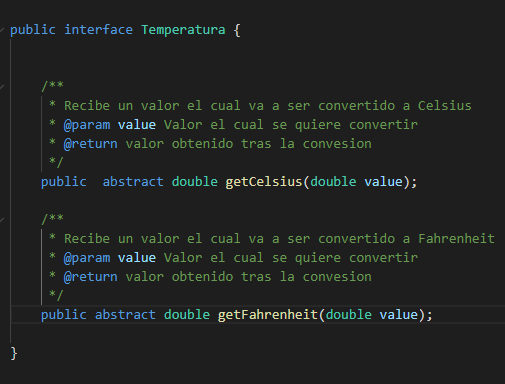 public interface Temperatura {
/**
* Recibe un valor el cual va a ser convertido a Celsius
* @param value Valor el cual se quiere convertir
* @return valor obtenido tras la convesion
*/
public  abstract double getCelsius(double value);
/**
* Recibe un valor el cual va a ser convertido a Fahrenheit
* @param value Valor el cual se quiere convertir
* @return valor obtenido tras la convesion
*/
public abstract double getFahrenheit(double value);
}